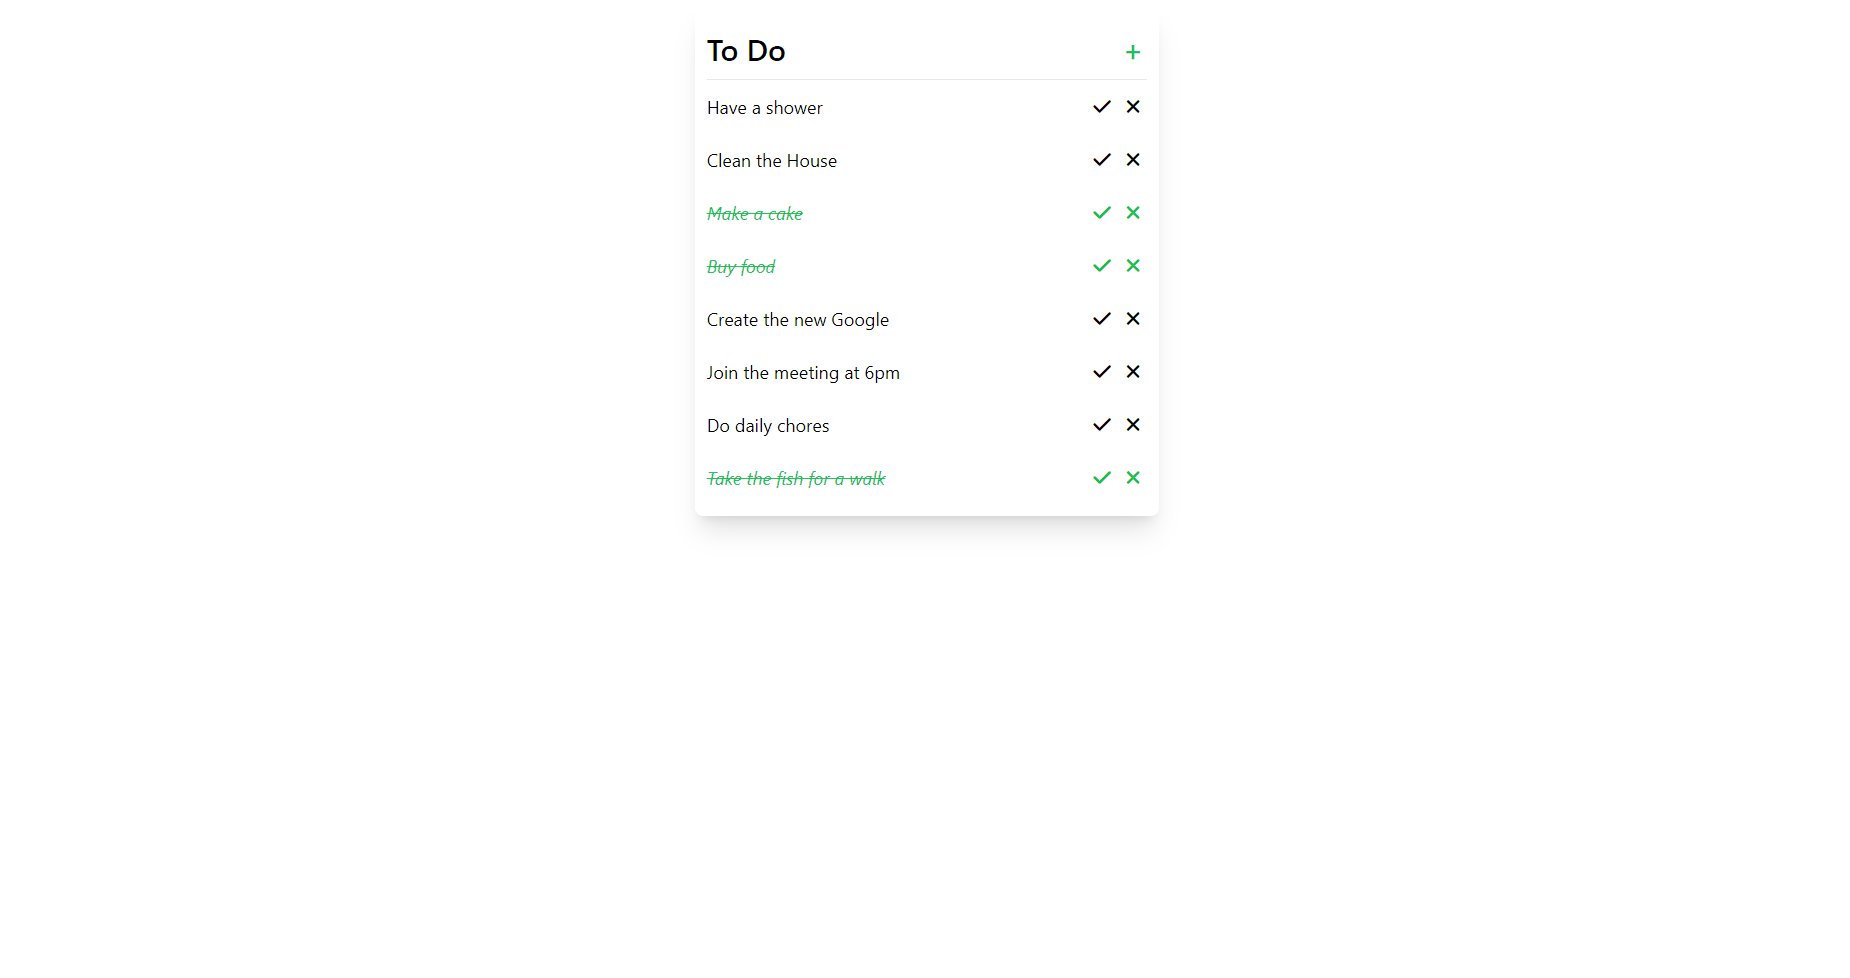 To Do
Have a shower
Clean the House
Make a cake
Buy food
Create the new Google
Join the meeting at 6pm
Do daily chores
Take the fish for a walk